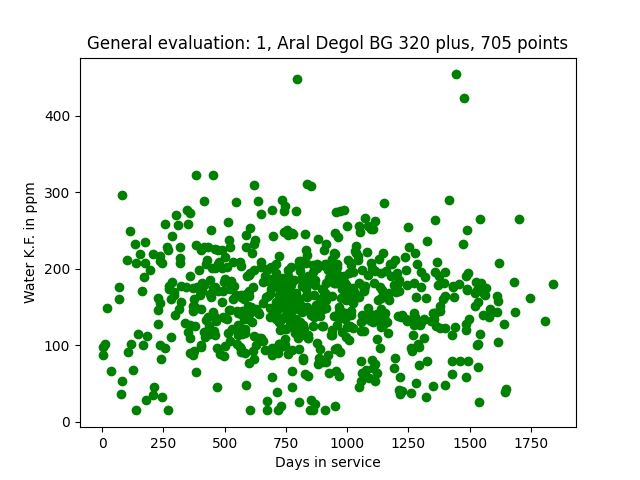 General evaluation: 1, Aral Degol BG 320 plus, 705 points
400
300
200
100
0
Water K.F. in ppm
0 250 500 750 1000 1250 1500 1750
Days in service